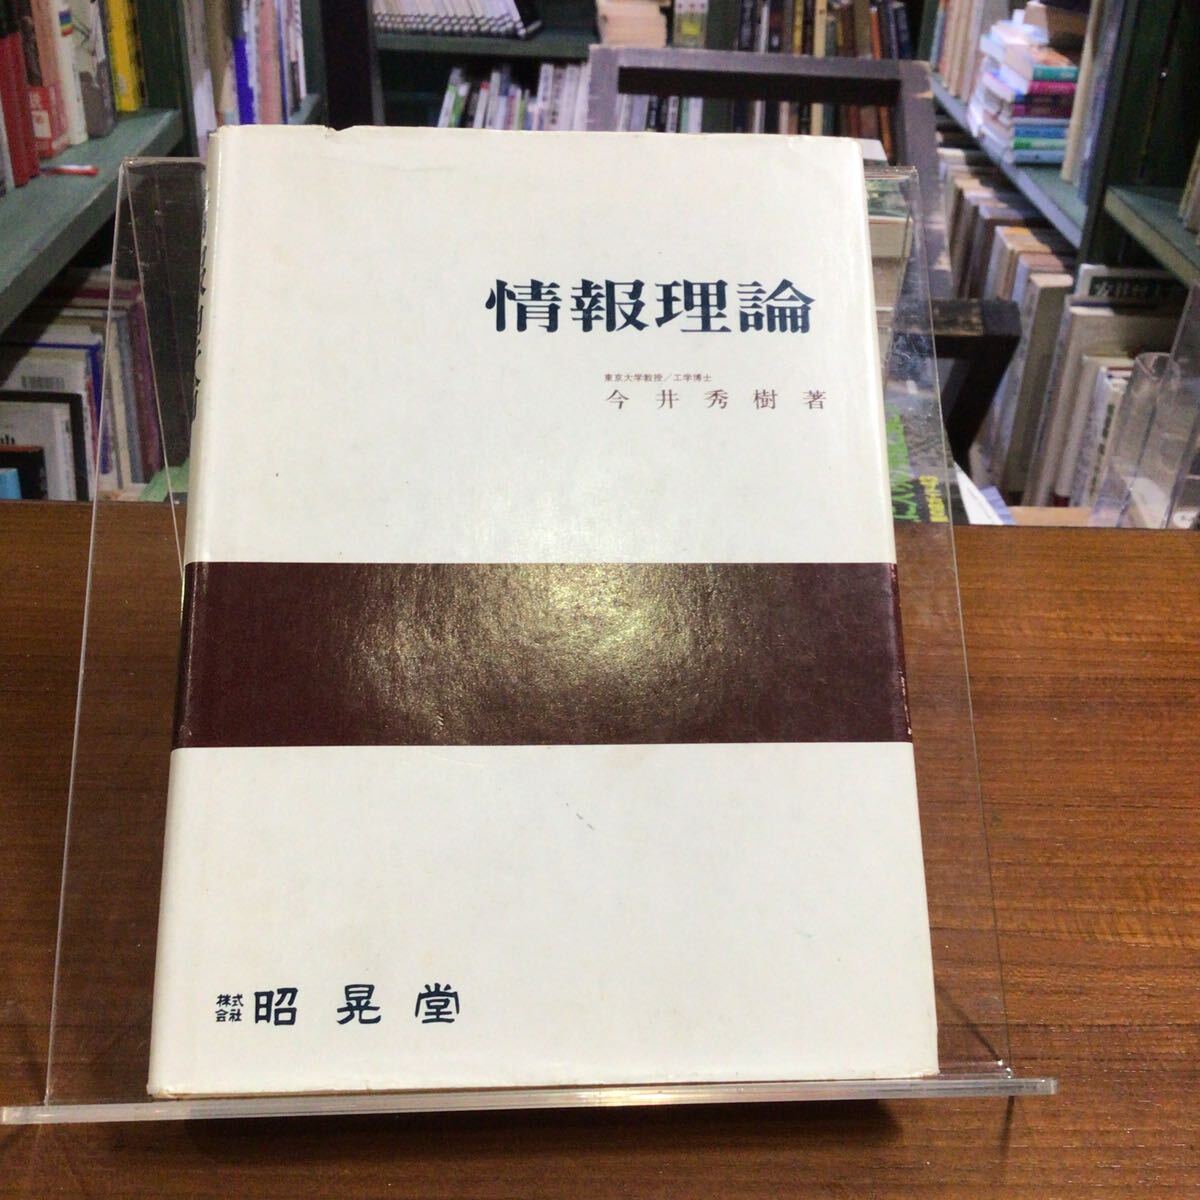 情報理論
東京大学教授／工学博士
今井秀樹著
株式会社 昭晃堂